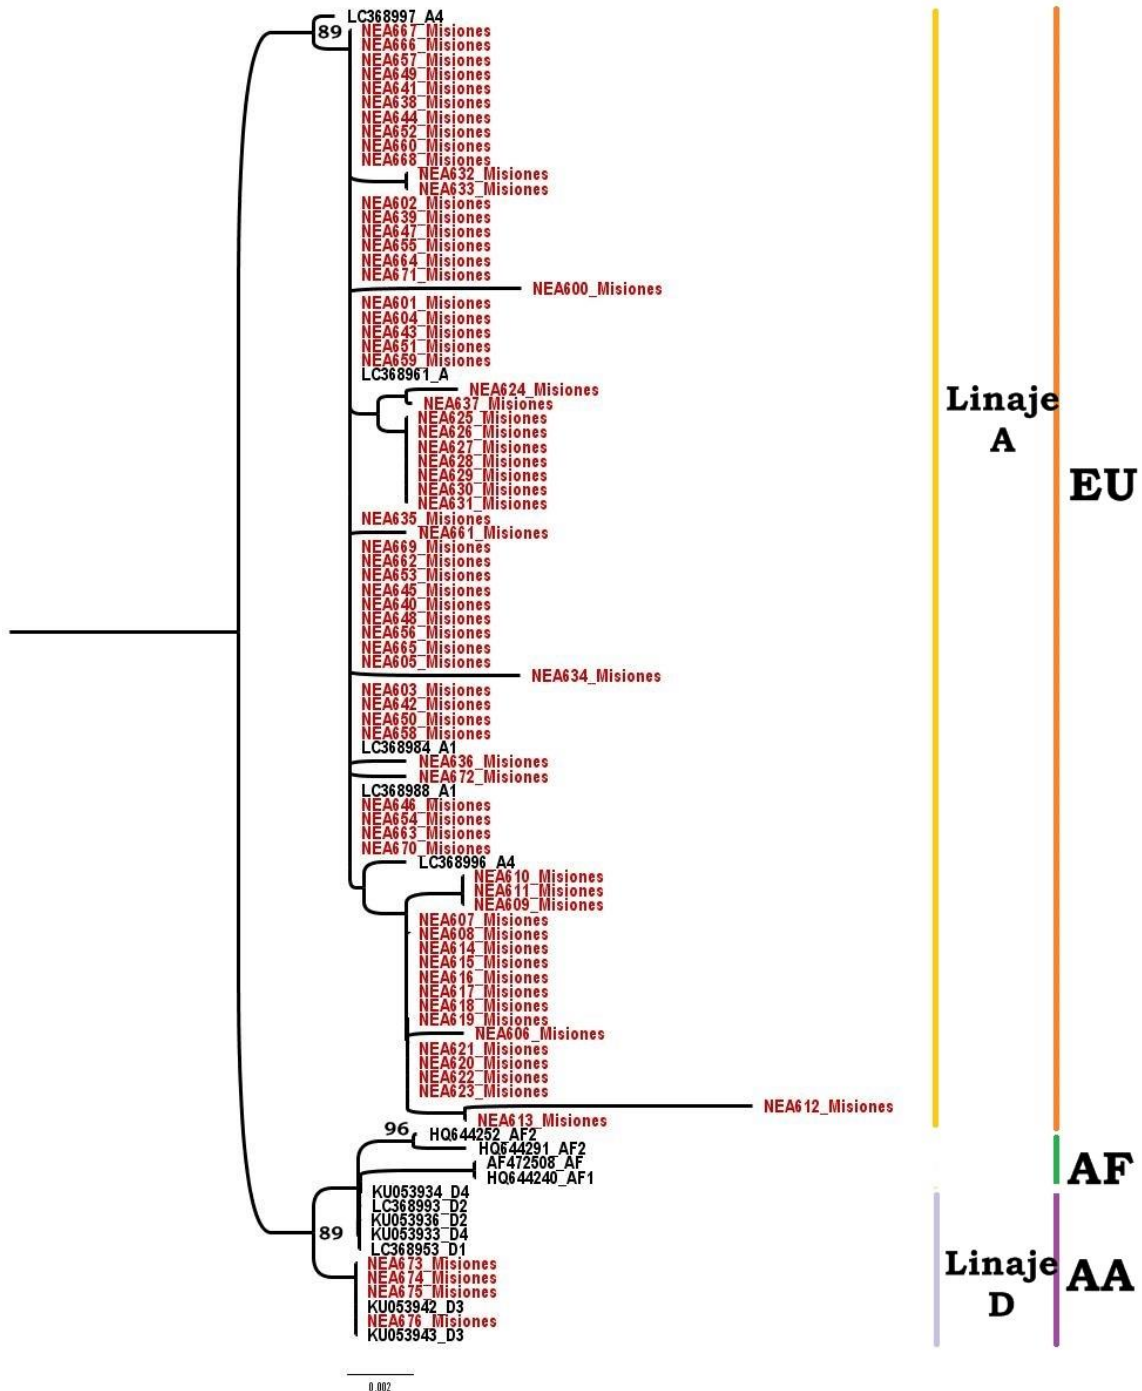 LC368997_A4
89
NEA667_Misiones
NEA666_Misiones
NEA657_Misiones
NEA649_Misiones
NEA641_Misiones
NEA638_Misiones
NEA644_Misiones
NEA652_Misiones
NEA660_Misiones
NEA668_Misiones
NEA632_Misiones
NEA633_Misiones
NEA602_Misiones
NEA639_Misiones
NEA647_Misiones
NEA655_Misiones
NEA664_Misiones
NEA671_Misiones
NEA600_Misiones
NEA601_Misiones
NEA604_Misiones
NEA643_Misiones
NEA651_Misiones
NEA659_Misiones
LC368961_A
NEA624_Misiones
NEA637_Misiones
NEA625_Misiones
NEA626_Misiones
NEA627_Misiones
NEA628_Misiones
NEA629_Misiones
NEA630_Misiones
NEA631_Misiones
NEA635_Misiones
NEA661_Misiones
NEA669_Misiones
NEA662_Misiones
NEA653_Misiones
NEA645_Misiones
NEA640_Misiones
NEA648_Misiones
NEA656_Misiones
NEA665_Misiones
NEA605_Misiones
NEA634_Misiones
NEA603_Misiones
NEA642_Misiones
NEA650_Misiones
NEA658_Misiones
LC368984_A1
NEA636_Misiones
NEA672_Misiones
LC368988_A1
NEA646_Misiones
NEA654_Misiones
NEA663_Misiones
NEA670_Misiones
LC368996_A4
NEA610_Misiones
NEA611_Misiones
NEA609_Misiones
NEA607_Misiones
NEA608_Misiones
NEA614_Misiones
NEA615_Misiones
NEA616_Misiones
NEA617_Misiones
NEA618_Misiones
NEA619_Misiones
NEA606_Misiones
NEA621_Misiones
NEA620_Misiones
NEA622_Misiones
NEA623_Misiones
NEA612_Misiones
NEA613_Misiones
96
HQ644252_AF2
HQ644291_AF2
AF472508_AF
HQ644240_AF1
KU053934_D4
LC368993_D2
KU053936_D2
KU053933_D4
89
LC368953_D1
NEA673_Misiones
NEA674_Misiones
NEA675_Misiones
KU053942_D3
NEA676_Misiones
KU053943_D3
0.002
Linaje
A
EU
AF
Linaje
D
AA